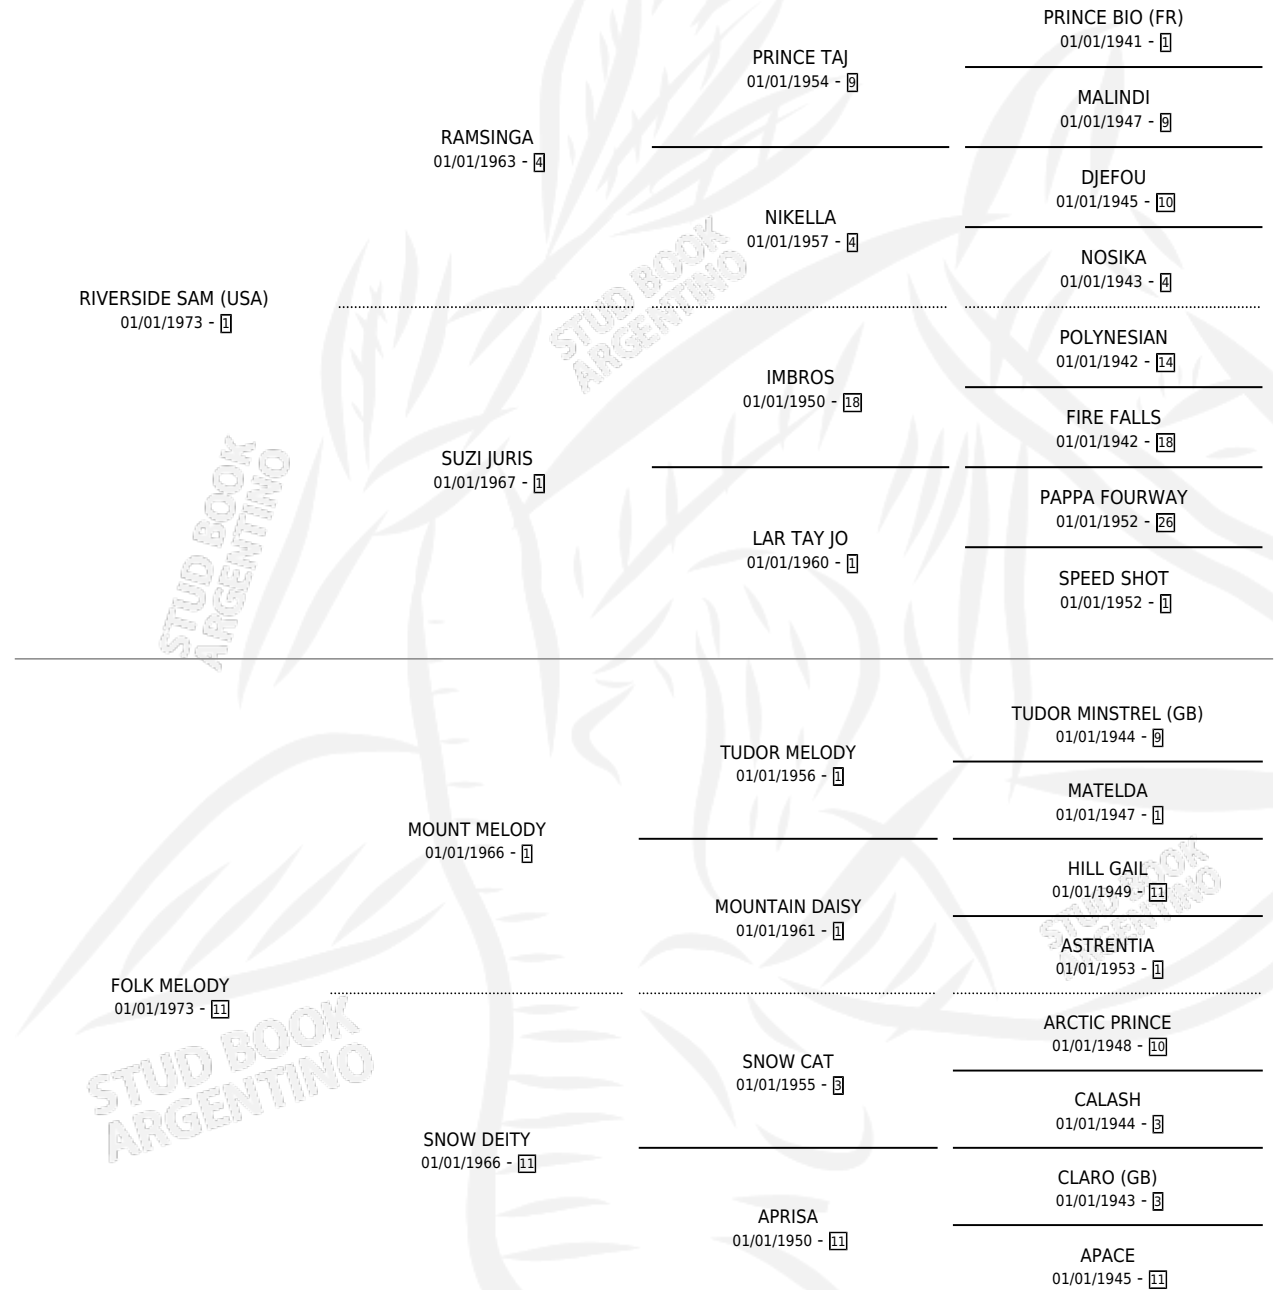 PRINCE BIO (FR)
01/01/1941 - 1
PRINCE TAJ
01/01/1954 - 9
MALINDI
01/01/1947 - 9
RAMSINGA
01/01/1963 - 4
DJEFOU
01/01/1945 - 10
NIKELLA
01/01/1957 - 4
NOSIKA
01/01/1943 - 4
RIVERSIDE SAM (USA)
01/01/1973 - 1
POLYNESIAN
01/01/1942 - 14
IMBROS
01/01/1950 - 18
FIRE FALLS
01/01/1942 - 18
SUZI JURIS
01/01/1967 - 1
PAPPA FOURWAY
01/01/1952 - 26
LAR TAY JO
01/01/1960 - 1
SPEED SHOT
01/01/1952 - 1
STUD BOOK
ARGENTINO
STUD BOOK
ARGENTINO
TUDOR MINSTREL (GB)
01/01/1944 - 9
TUDOR MELODY
01/01/1956 - 1
MATELDA
01/01/1947 - 1
MOUNT MELODY
01/01/1966 - 1
HILL GAIL
01/01/1949 - 11
MOUNTAIN DAISY
01/01/1961 - 1
ASTRENTIA
01/01/1953 - 1
FOLK MELODY
01/01/1973 - 11
ARCTIC PRINCE
01/01/1948 - 10
SNOW CAT
01/01/1955 - 3
CALASH
01/01/1944 - 3
SNOW DEITY
01/01/1966 - 11
CLARO (GB)
01/01/1943 - 3
APRISA
01/01/1950 - 11
APACE
01/01/1945 - 11
STUD BOOK
ARGENTINO
STUD BOOK
ARGENTINO